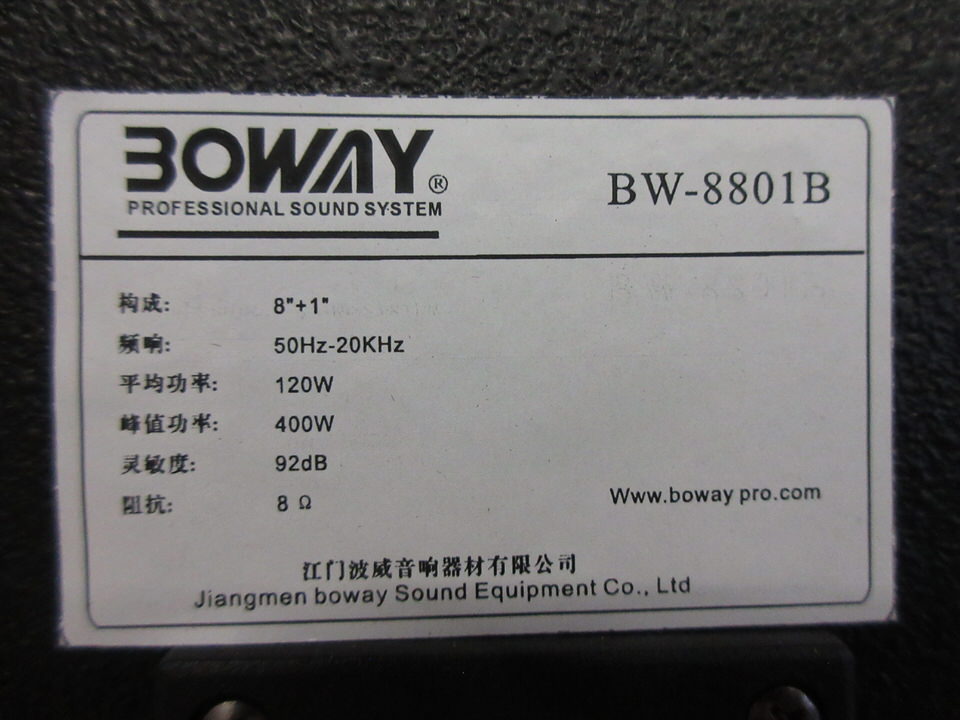 BOWAY®
PROFESSIONAL SOUND SYSTEM
BW-8801B
构成: 8"+1"
频响: 50Hz-20KHz
平均功率: 120W
峰值功率: 400W
灵敏度: 92dB
阻抗: 8 Ω
Www.boway pro.com
江门波威音响器材有限公司
Jiangmen boway Sound Equipment Co., Ltd